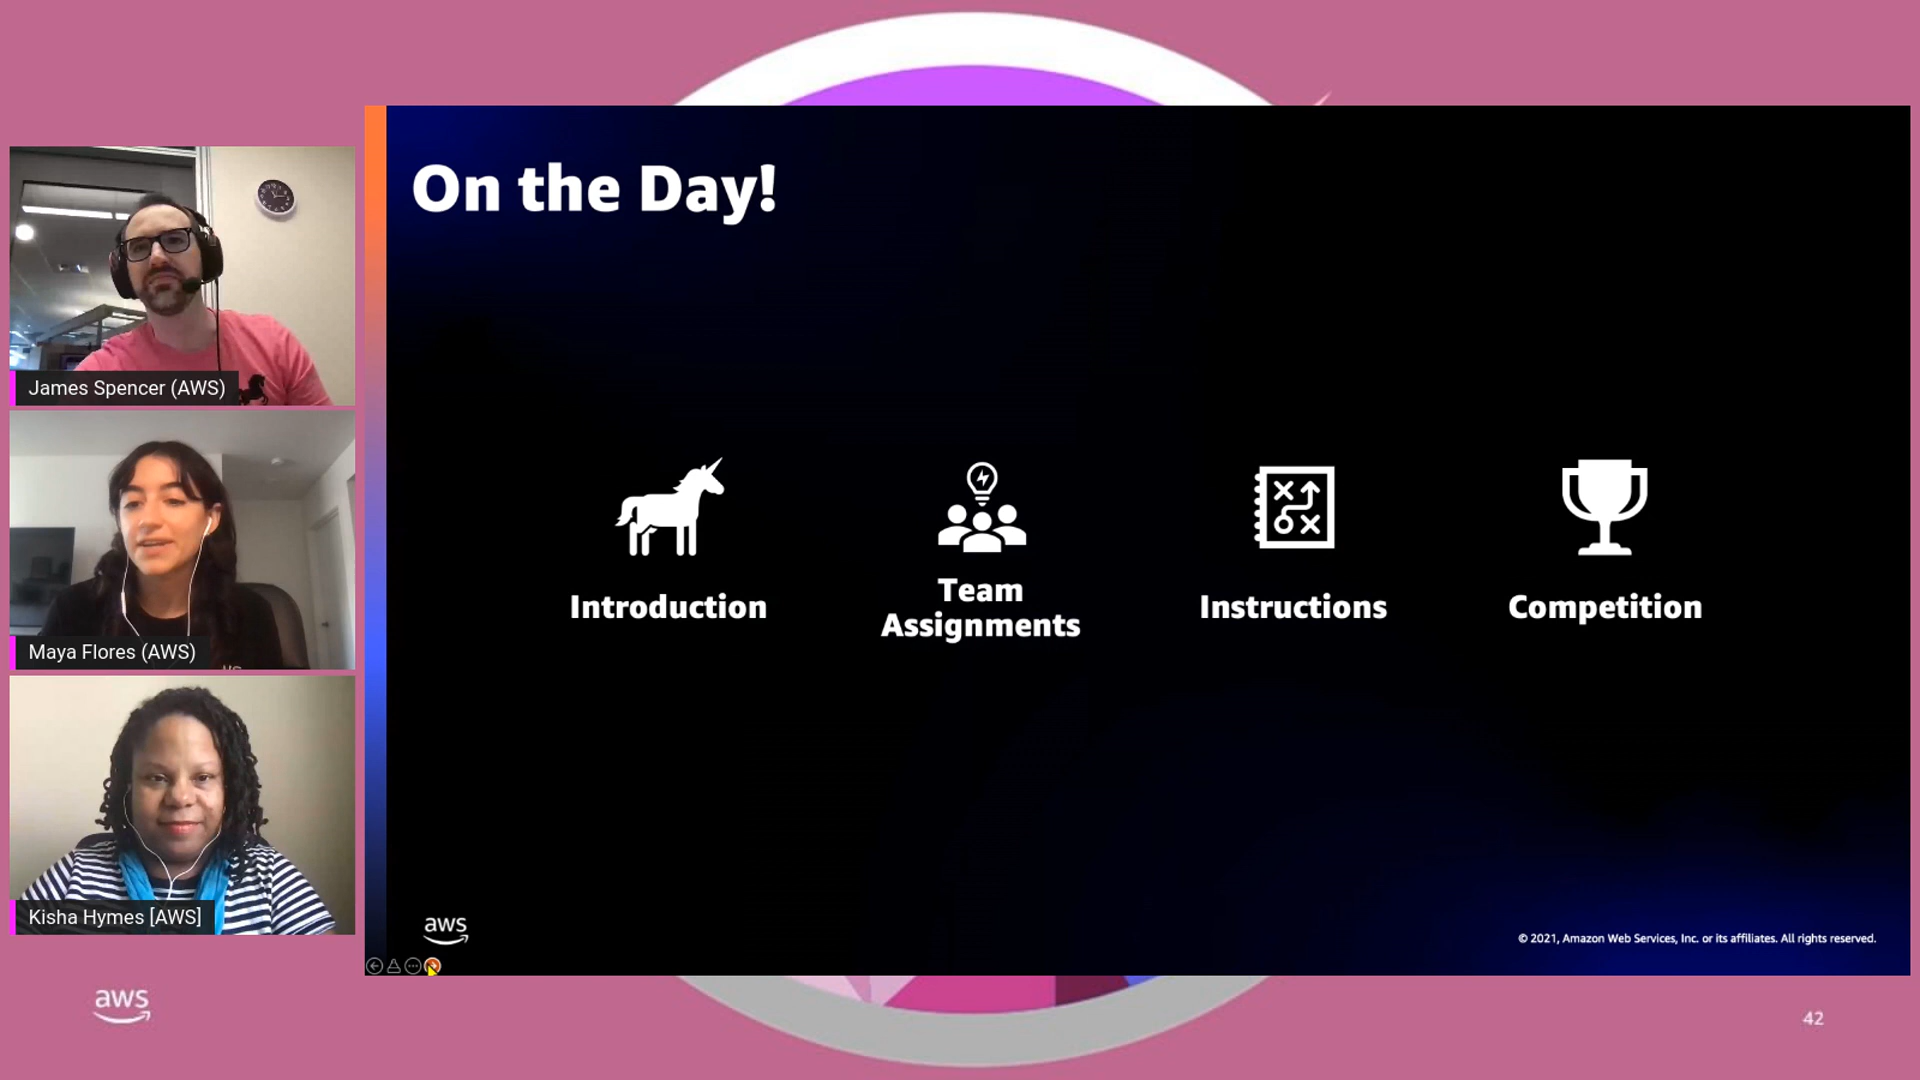 On the Day!
Introduction
Team
Assignments
Instructions
Competition
aws
© 2021, Amazon Web Services, Inc. or its affiliates. All rights reserved.
James Spencer (AWS)
Maya Flores (AWS)
Kisha Hymes [AWS]
aws
42